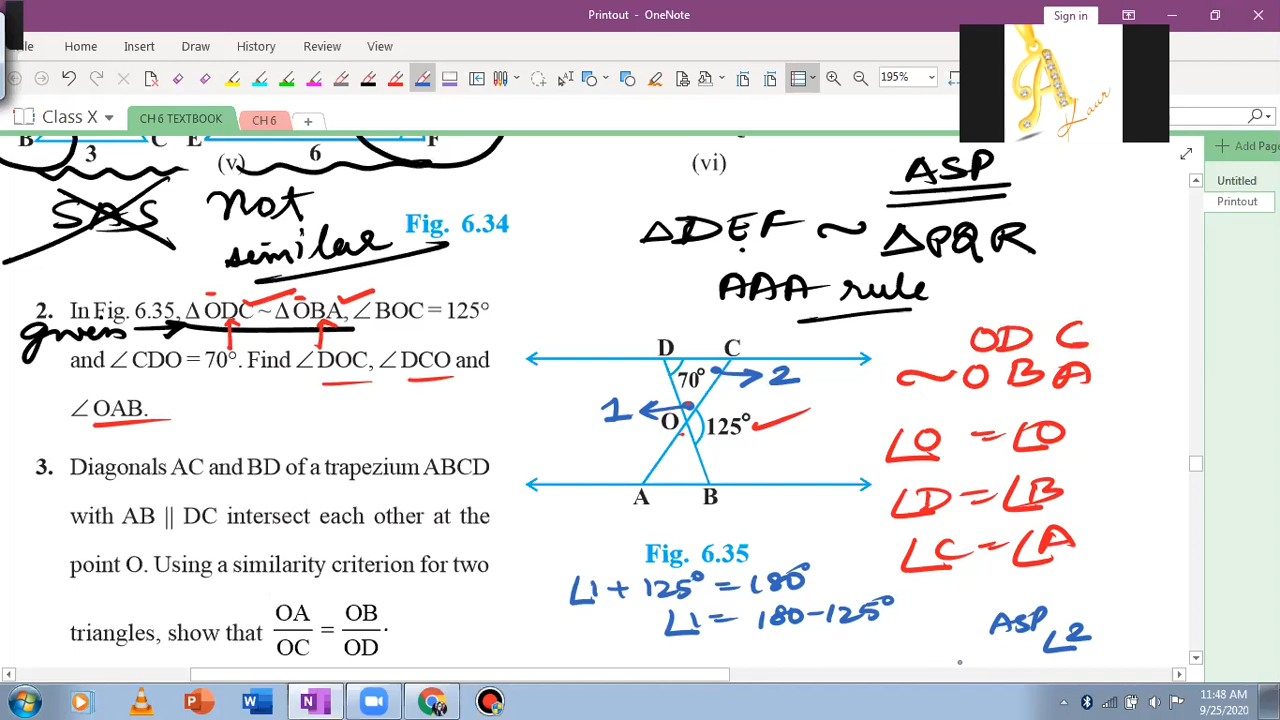 Printout - OneNote
Sign in
File Home Insert Draw History Review View
195%
A Kaur
Class X
CH 6 TEXTBOOK
CH 6
Add Page
Untitled
Printout
B 3 C E 6 F
(v)
(vi)
SAS
Not
similar
Fig. 6.34
ASP
ΔDEF ~ ΔPQR
AAA rule
2. In Fig. 6.35, Δ ODC ~ Δ OBA, ∠ BOC = 125°
given
and ∠ CDO = 70°. Find ∠ DOC, ∠ DCO and
∠ OAB.
3. Diagonals AC and BD of a trapezium ABCD
with AB || DC intersect each other at the
point O. Using a similarity criterion for two
triangles, show that OA/OC = OB/OD.
D C
70° 2
1
O 125°
A B
Fig. 6.35
∠1 + 125° = 180°
∠1 = 180-125°
ODC
~ OBA
∠O = ∠O
∠D = ∠B
∠C = ∠A
ASP ∠2
11:48 AM
9/25/2020